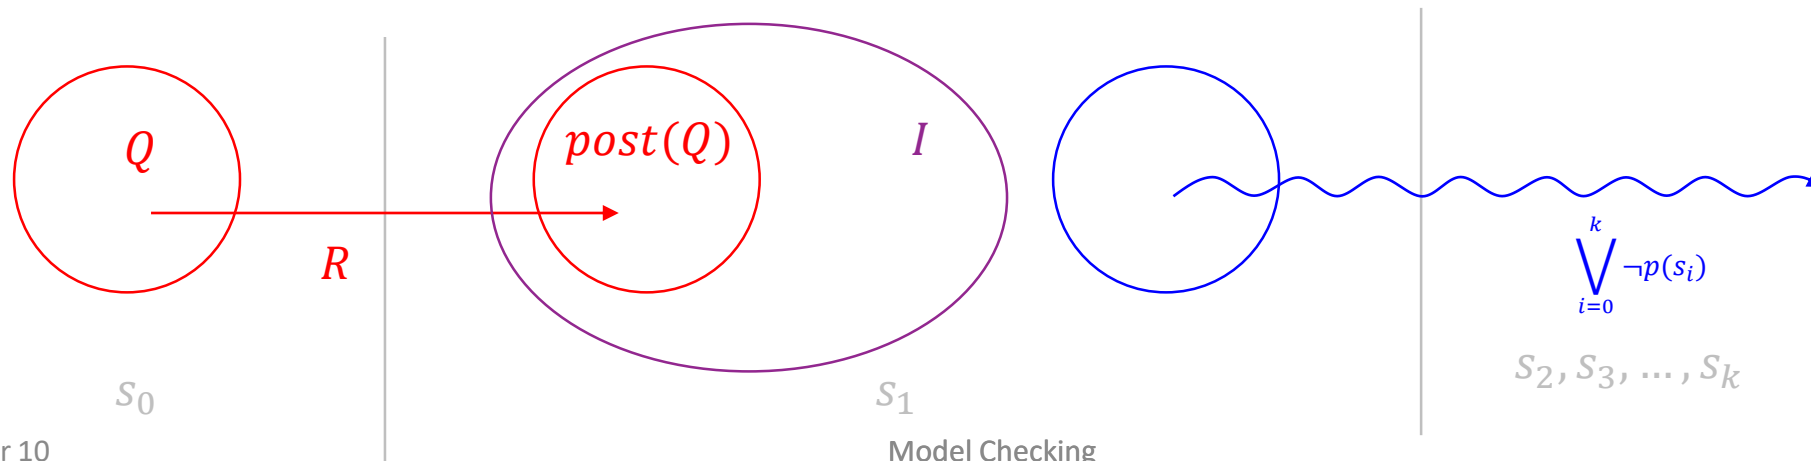 Q
post(Q)
I
R
k
⋁ ¬p(s_i)
i=0
s_0
s_1
s_2, s_3, … , s_k
r 10
Model Checking